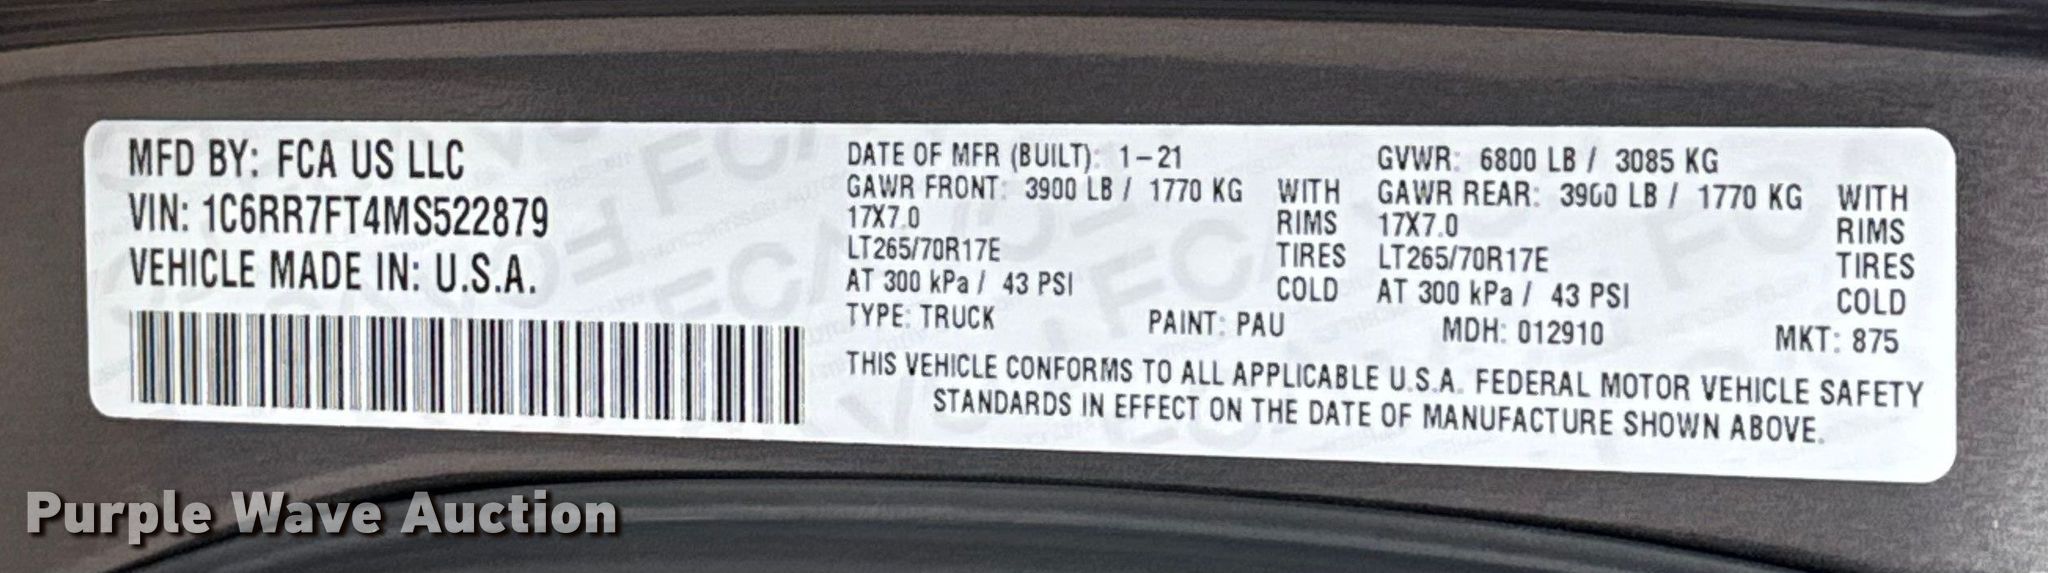 MFD BY: FCA US LLC
VIN: 1C6RR7FT4MS522879
VEHICLE MADE IN: U.S.A.
DATE OF MFR (BUILT): 1-21 GVWR: 6800 LB / 3085 KG
GAWR FRONT: 3900 LB / 1770 KG WITH GAWR REAR: 3900 LB / 1770 KG WITH
17X7.0 RIMS 17X7.0 RIMS
LT265/70R17E TIRES LT265/70R17E TIRES
AT 300 kPa / 43 PSI COLD AT 300 kPa / 43 PSI COLD
TYPE: TRUCK PAINT: PAU MDH: 012910 MKT: 875
THIS VEHICLE CONFORMS TO ALL APPLICABLE U.S.A. FEDERAL MOTOR VEHICLE SAFETY
STANDARDS IN EFFECT ON THE DATE OF MANUFACTURE SHOWN ABOVE.
Purple Wave Auction